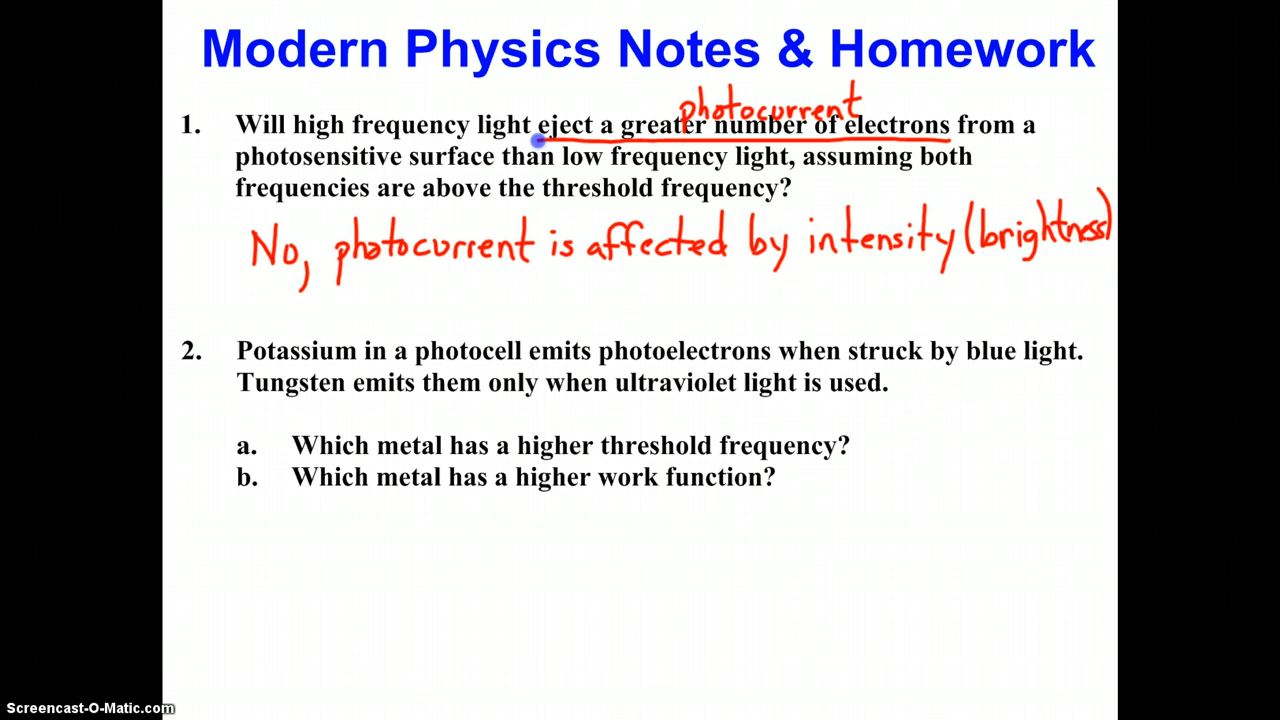 Modern Physics Notes & Homework
photocurrent
1. Will high frequency light eject a greater number of electrons from a
photosensitive surface than low frequency light, assuming both
frequencies are above the threshold frequency?
No, photocurrent is affected by intensity (brightness)
2. Potassium in a photocell emits photoelectrons when struck by blue light.
Tungsten emits them only when ultraviolet light is used.
a. Which metal has a higher threshold frequency?
b. Which metal has a higher work function?
Screencast-O-Matic.com